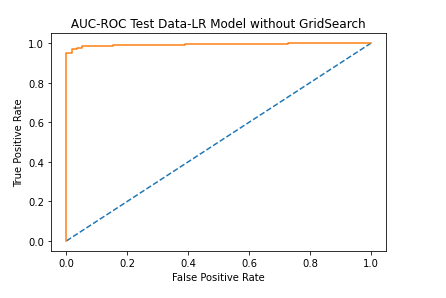 AUC-ROC Test Data-LR Model without GridSearch
1.0
0.8
0.6
0.4
0.2
0.0
True Positive Rate
0.0 0.2 0.4 0.6 0.8 1.0
False Positive Rate